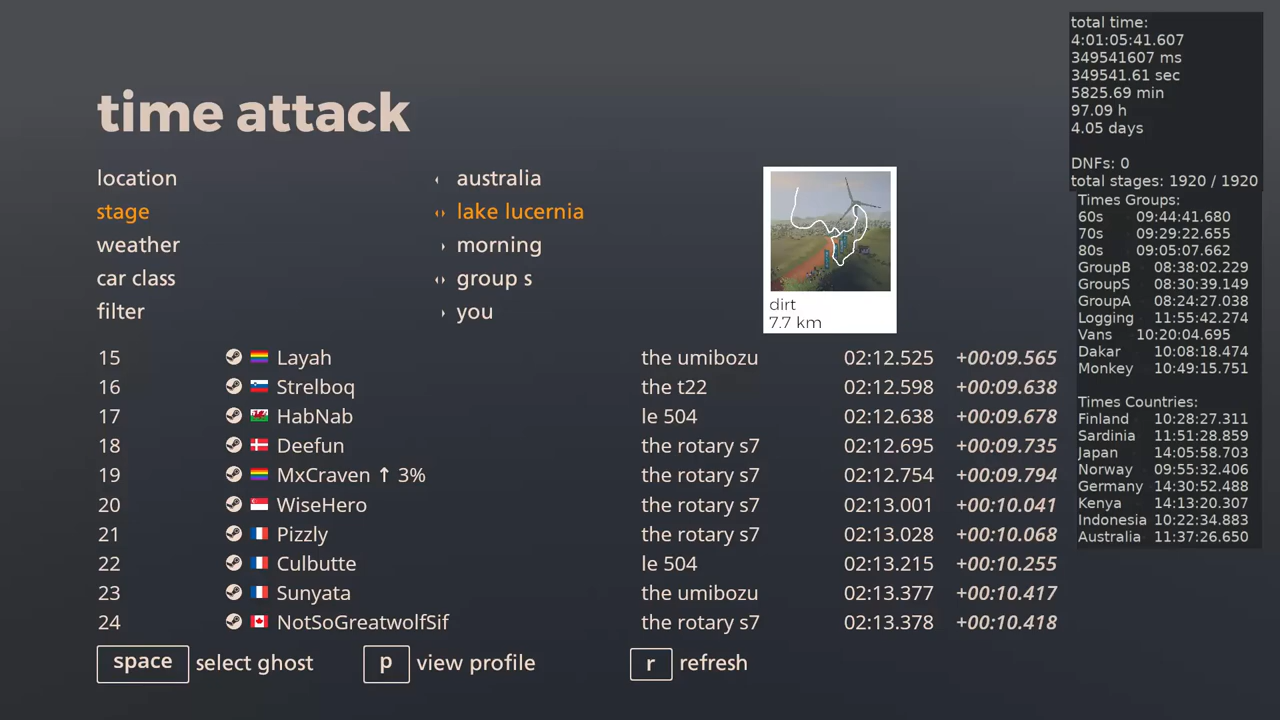 time attack
location australia
stage lake lucernia
weather morning
car class group s
filter you
dirt
7.7 km
15 Layah the umibozu 02:12.525 +00:09.565
16 Strelboq the t22 02:12.598 +00:09.638
17 HabNab le 504 02:12.638 +00:09.678
18 Deefun the rotary s7 02:12.695 +00:09.735
19 MxCraven ↑ 3% the rotary s7 02:12.754 +00:09.794
20 WiseHero the rotary s7 02:13.001 +00:10.041
21 Pizzly the rotary s7 02:13.028 +00:10.068
22 Culbutte le 504 02:13.215 +00:10.255
23 Sunyata the umibozu 02:13.377 +00:10.417
24 NotSoGreatwolfSif the rotary s7 02:13.378 +00:10.418
space select ghost p view profile r refresh
total time:
4:01:05:41.607
349541607 ms
349541.61 sec
5825.69 min
97.09 h
4.05 days
DNFs: 0
total stages: 1920 / 1920
Times Groups:
60s 09:44:41.680
70s 09:29:22.655
80s 09:05:07.662
GroupB 08:38:02.229
GroupS 08:30:39.149
GroupA 08:24:27.038
Logging 11:55:42.274
Vans 10:20:04.695
Dakar 10:08:18.474
Monkey 10:49:15.751
Times Countries:
Finland 10:28:27.311
Sardinia 11:51:28.859
Japan 14:05:58.703
Norway 09:55:32.406
Germany 14:30:52.488
Kenya 14:13:20.307
Indonesia 10:22:34.883
Australia 11:37:26.650